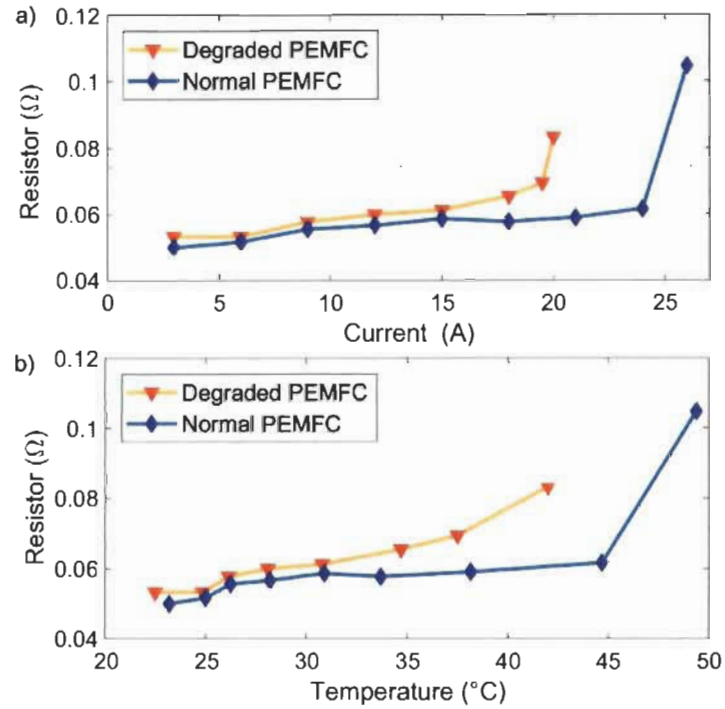 a)
0.12
0.1
0.08
0.06
0.04
Resistor (Ω)
Degraded PEMFC
Normal PEMFC
0 5 10 15 20 25
Current (A)
b)
0.12
0.1
0.08
0.06
0.04
Resistor (Ω)
Degraded PEMFC
Normal PEMFC
20 25 30 35 40 45 50
Temperature (°C)